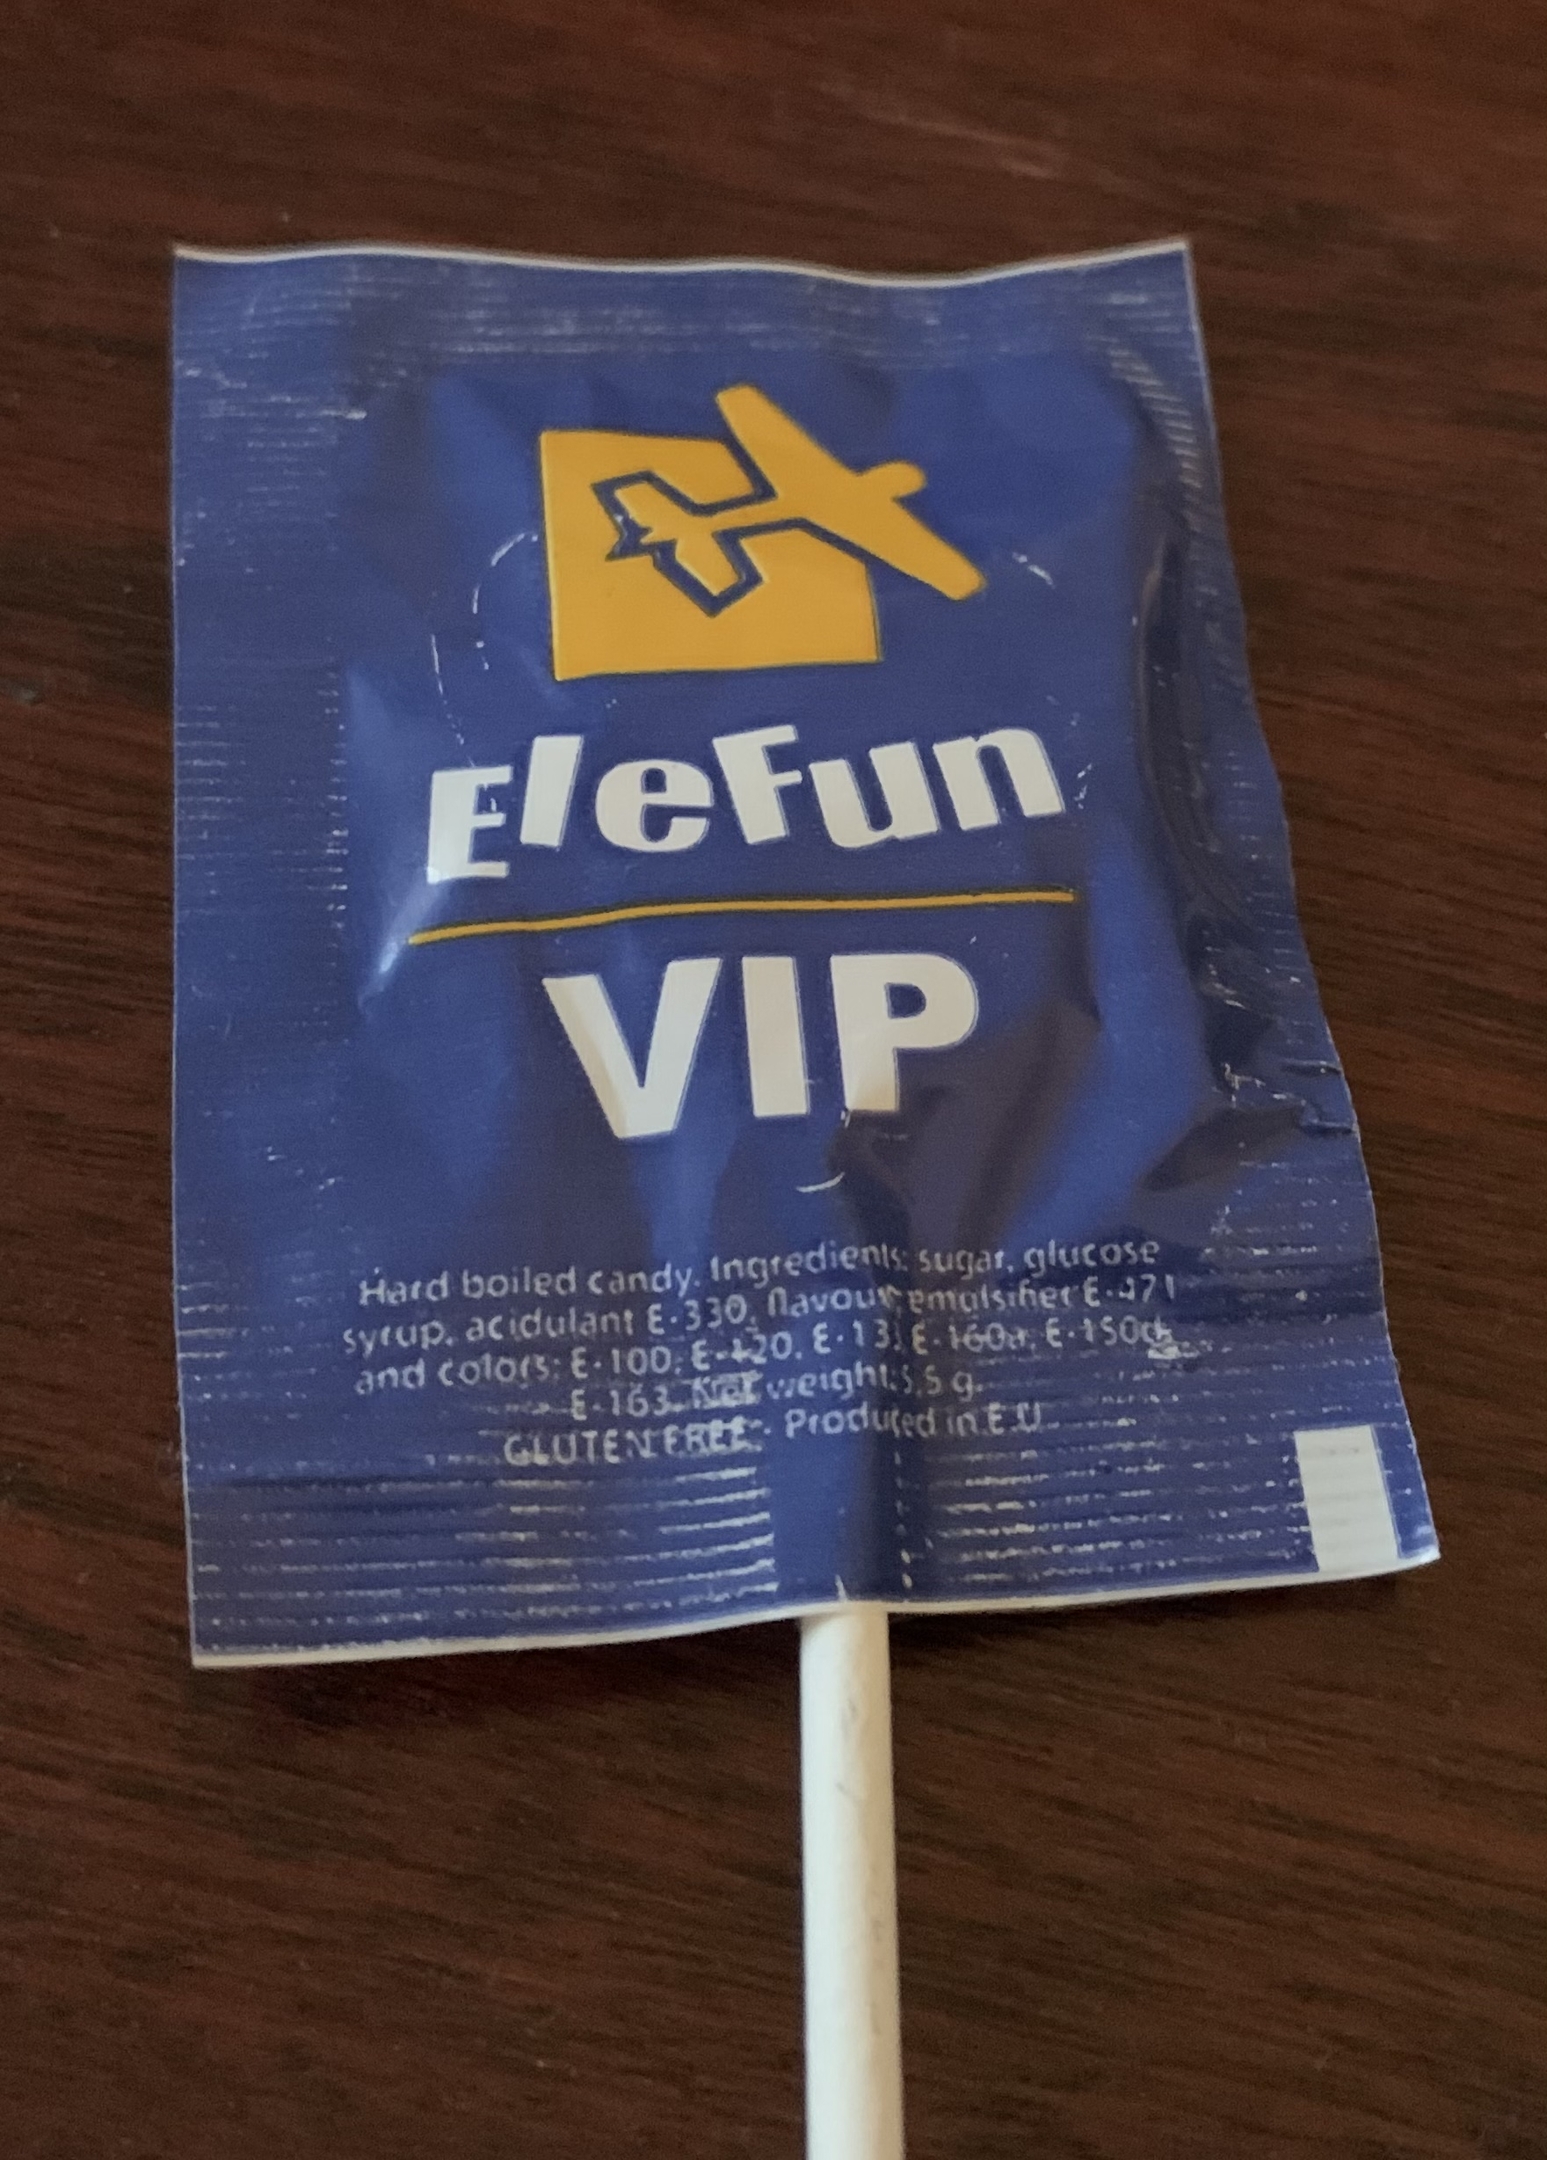 EleFun
VIP
Hard boiled candy. Ingredients: sugar, glucose
syrup, acidulant E-330, flavour, emulsifier E-471
and colors: E-100, E-120, E-131, E-160a, E-150d,
E-163. Net weight: 5,5 g.
GLUTEN FREE - Produced in E.U.